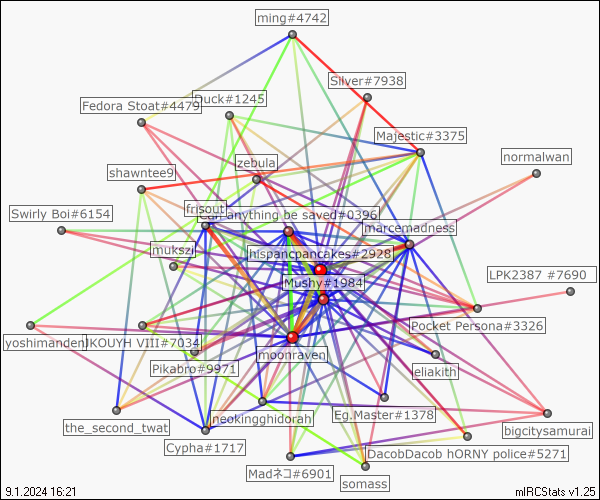 ming#4742
Silver#7938
Duck#1245
Fedora Stoat#4479
Majestic#3375
normalwan
zebula
shawntee9
frisout
Swirly Boi#6154
anything be saved#0396
marcemadness
mukszi
hispancpancakes#2928
LPK2387 #7690
Mushy#1984
Pocket Persona#3326
yoshimanden
JKOUYH VIII#7034
moonraven
Pikabro#9971
eliakith
the_second_twat
neokingghidorah
Eg.Master#1378
bigcitysamurai
Cypha#1717
DacobDacob hORNY police#5271
Madネコ#6901
somass
9.1.2024 16:21
mIRCStats v1.25